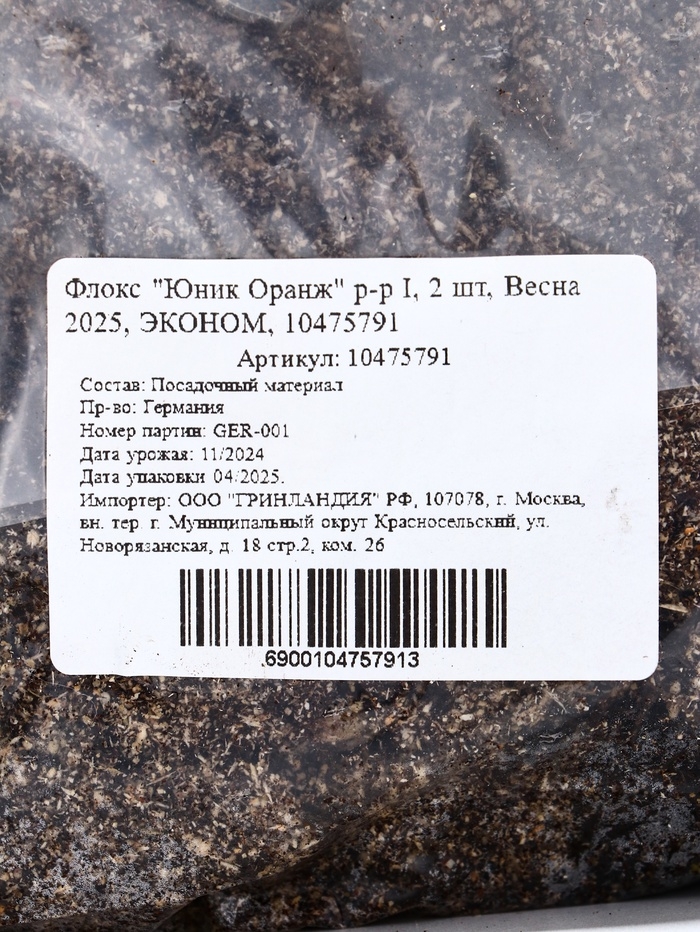 Флокс "Юник Оранж" р-р I, 2 шт, Весна
2025, ЭКОНОМ, 10475791
Артикул: 10475791
Состав: Посадочный материал
Пр-во: Германия
Номер партии: GER-001
Дата урожая: 11/2024
Дата упаковки 04/2025.
Импортер: ООО "ГРИНЛАНДИЯ" РФ, 107078, г. Москва,
вн. тер. г. Муниципальный округ Красносельский, ул.
Новорязанская, д. 18 стр.2, ком. 26
6900104757913